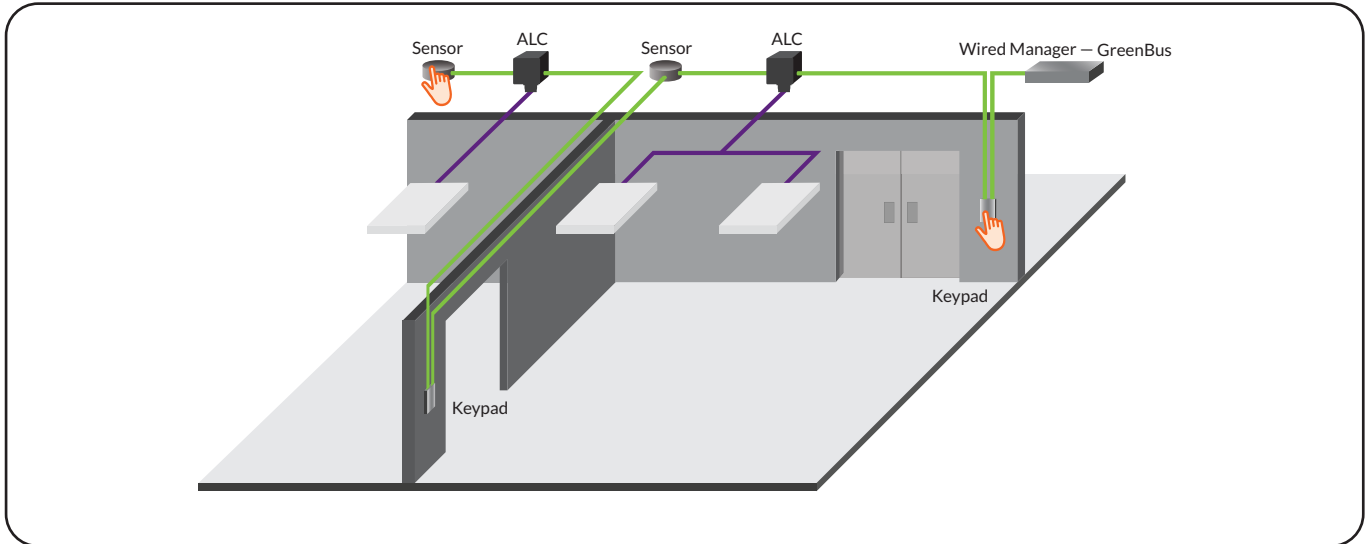 Sensor
ALC
Sensor
ALC
Wired Manager – GreenBus
Keypad
Keypad